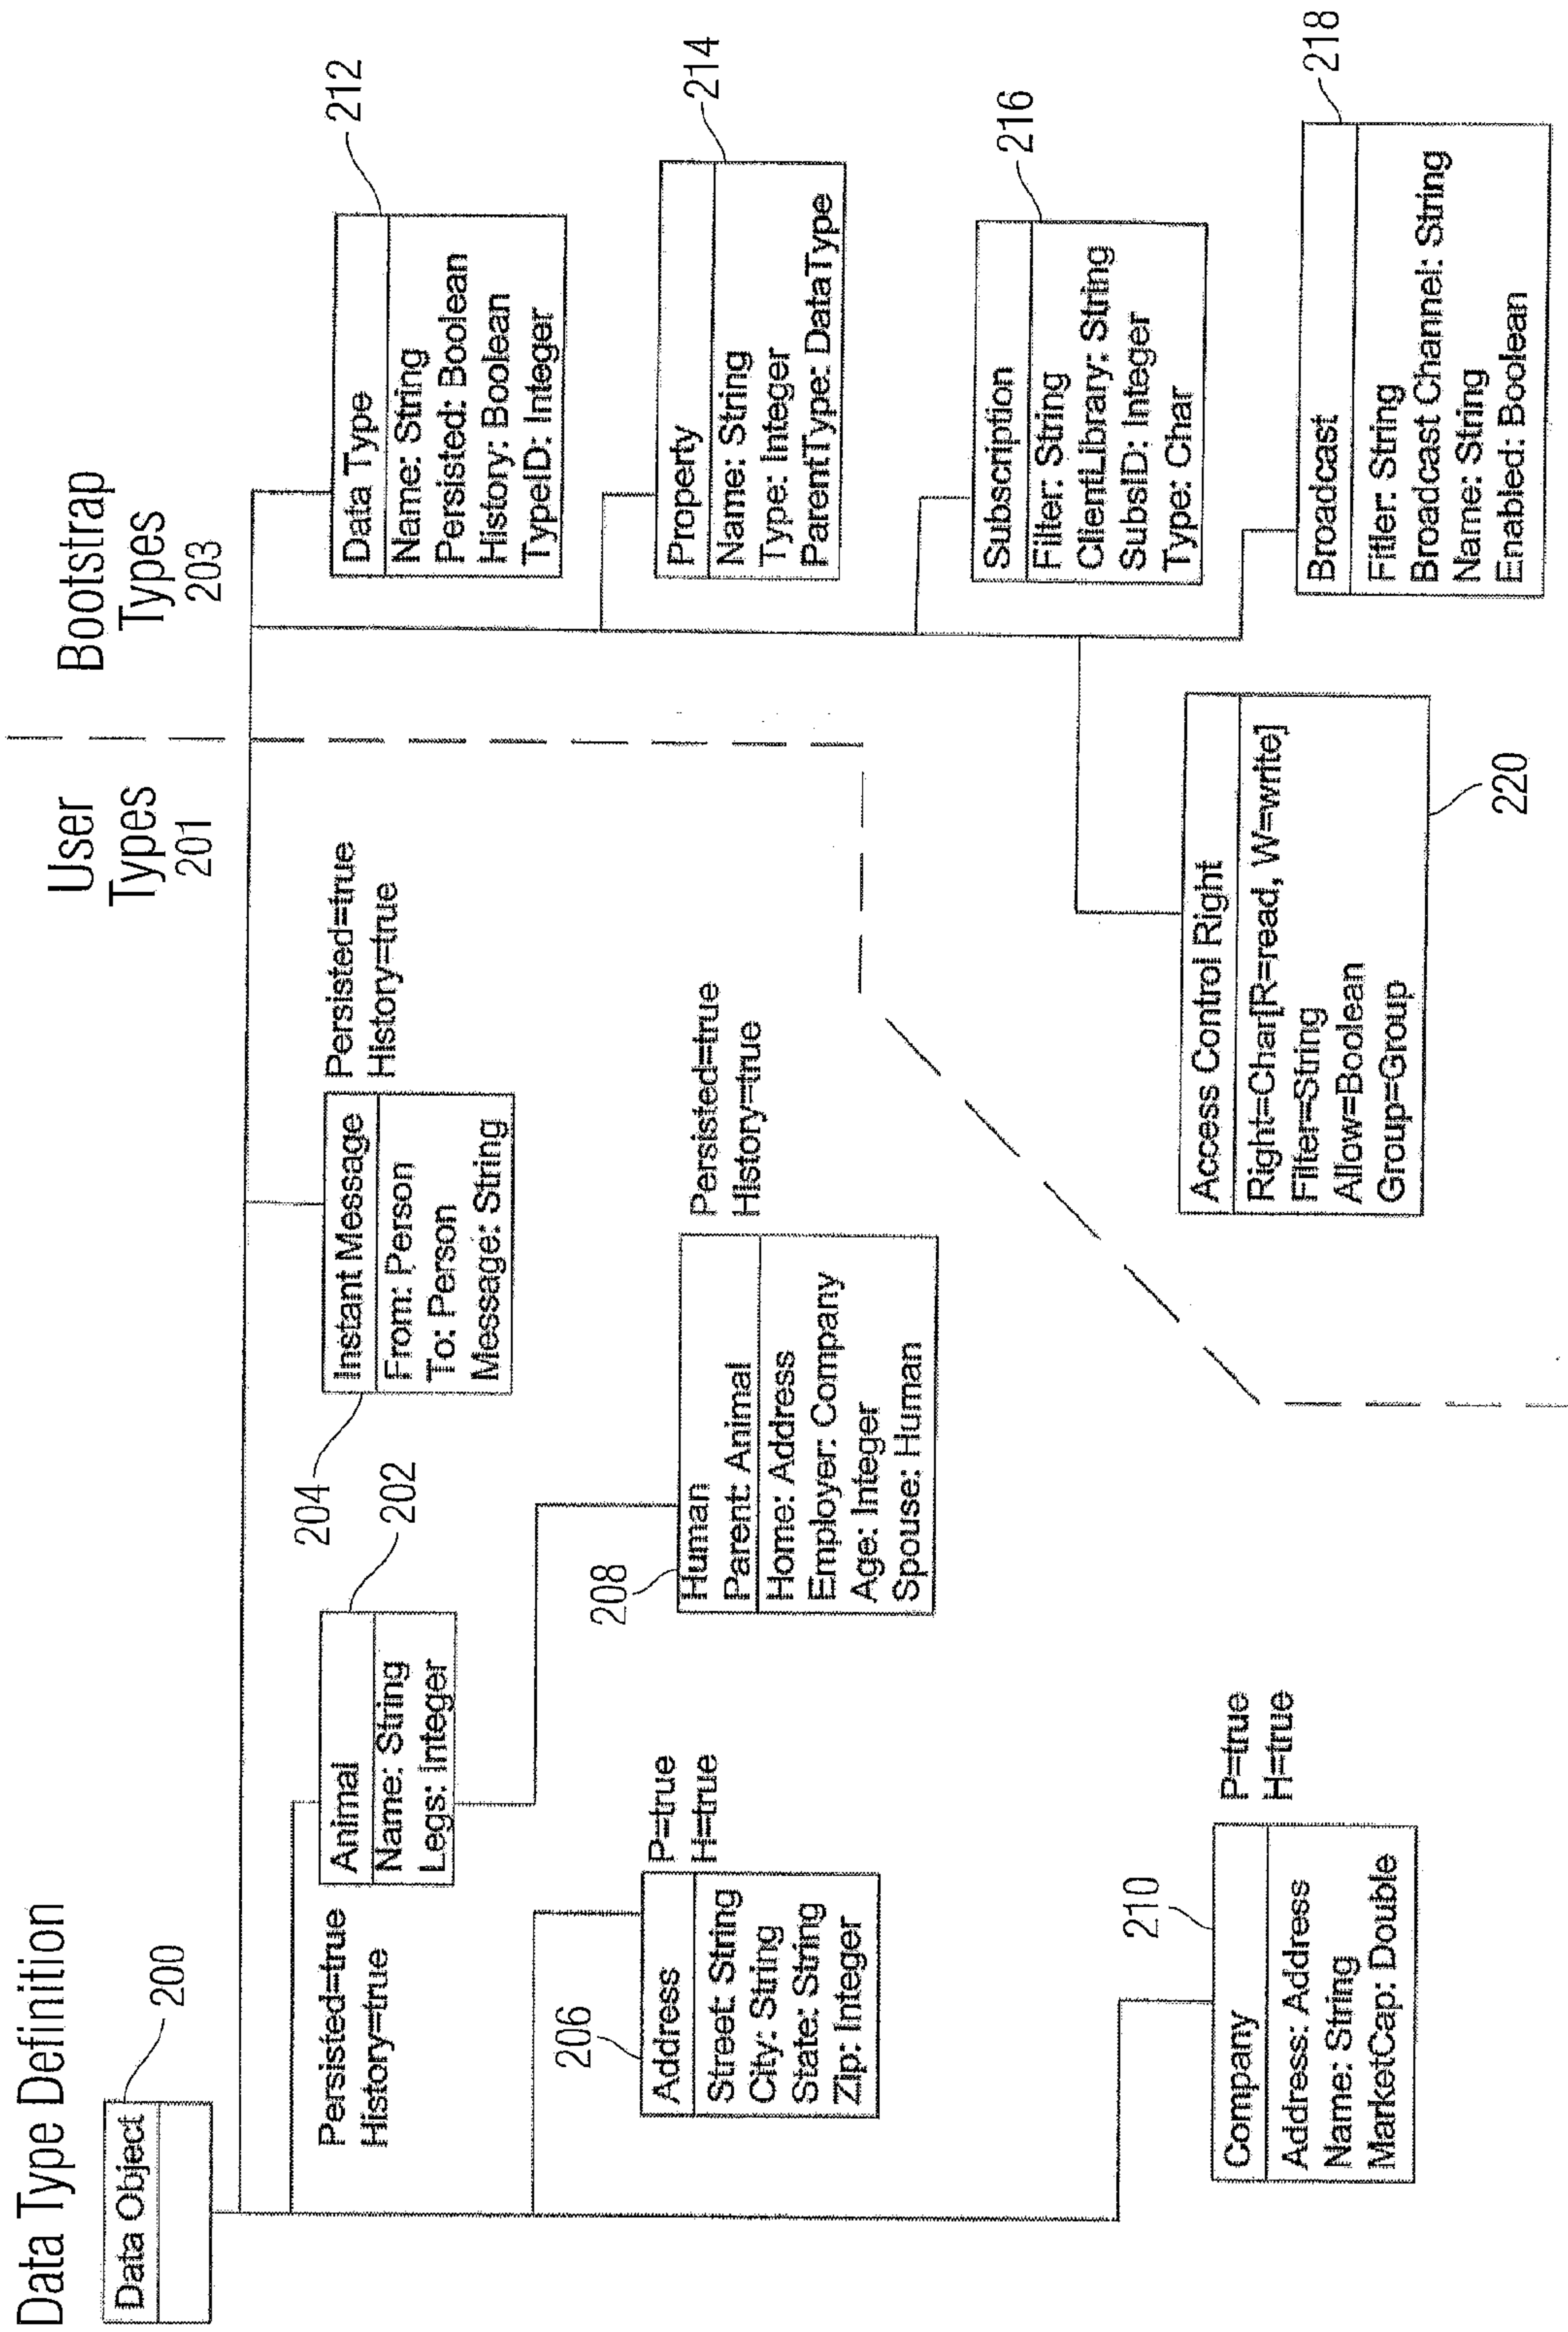 Data Type Definition
User
Types
201
Bootstrap
Types
203
Data Object
200
Persisted=true
History=true
Animal
Name: String
Legs: Integer
202
204
Instant Message
From: Person
To: Person
Message: String
Persisted=true
History=true
Data Type
Name: String
Persisted: Boolean
History: Boolean
TypeID: Integer
212
206
Address
Street: String
City: String
State: String
Zip: Integer
P=true
H=true
208
Human
Parent: Animal
Home: Address
Employer: Company
Age: Integer
Spouse: Human
Persisted=true
History=true
Property
Name: String
Type: Integer
ParentType: DataType
214
Subscription
Filter: String
ClientLibrary: String
SubsID: Integer
Type: Char
216
210
Company
Address: Address
Name: String
MarketCap: Double
P=true
H=true
Access Control Right
Right=Char[R=read, W=write]
Filter=String
Allow=Boolean
Group=Group
220
Broadcast
Fitler: String
Broadcast Channel: String
Name: String
Enabled: Boolean
218